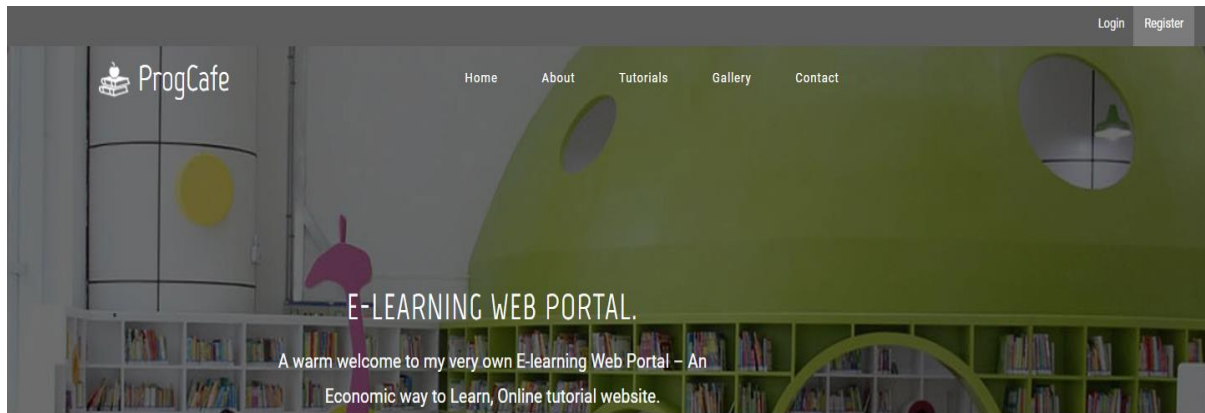 Login Register
ProgCafe
Home About Tutorials Gallery Contact
E-LEARNING WEB PORTAL.
A warm welcome to my very own E-learning Web Portal – An
Economic way to Learn, Online tutorial website.